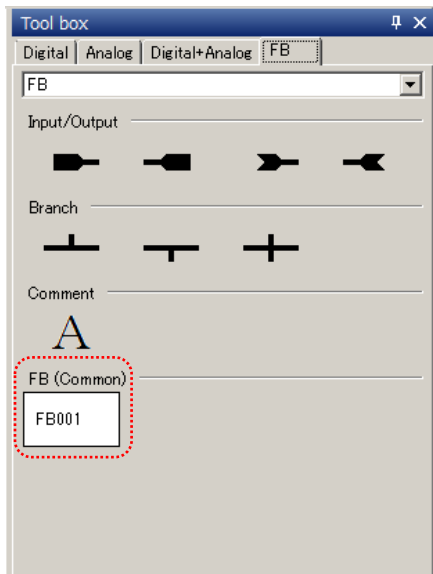 Tool box
Digital Analog Digital+Analog FB
FB
Input/Output
Branch
Comment
A
FB (Common)
FB001